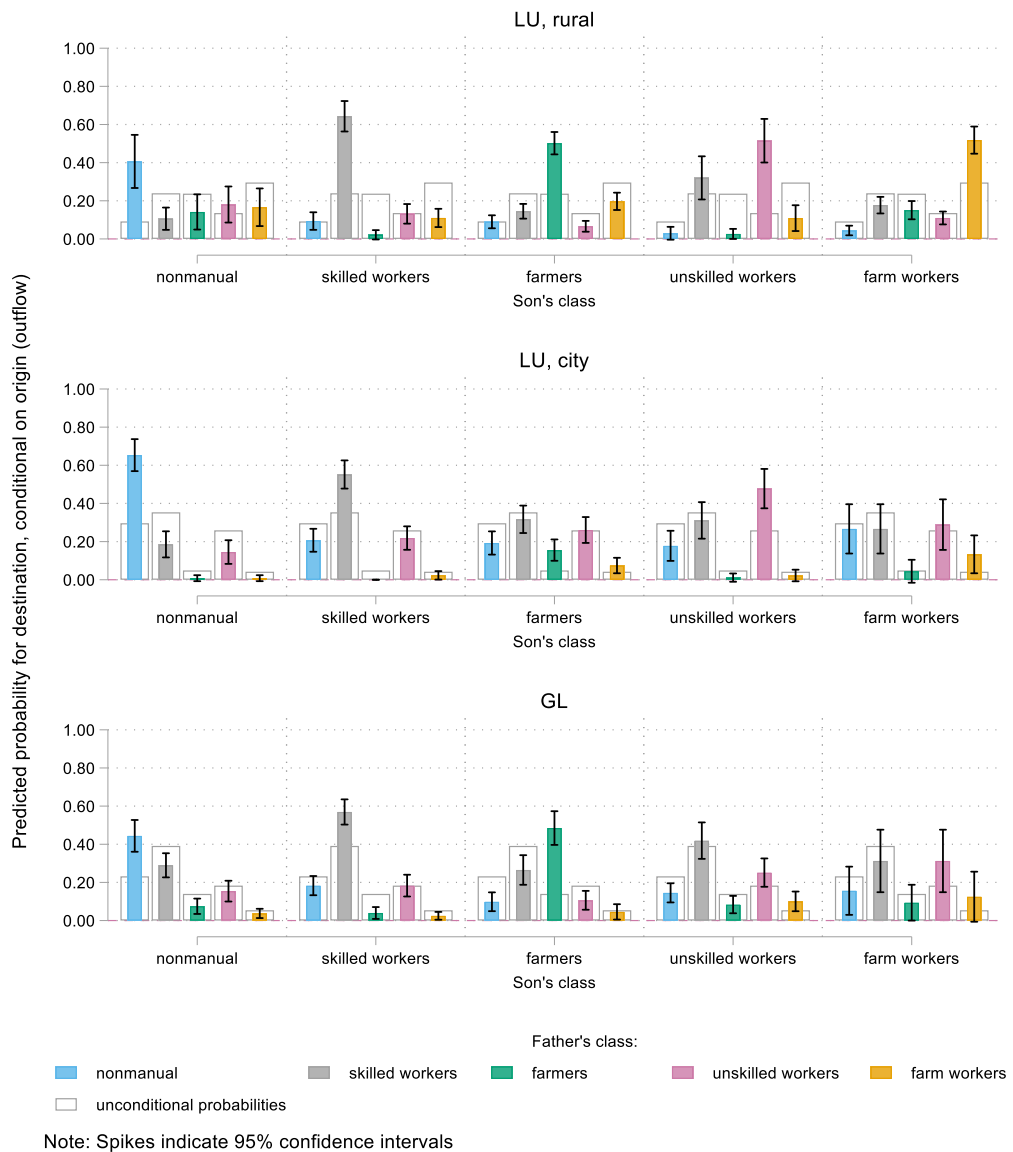 LU, rural
1.00
0.80
0.60
0.40
0.20
0.00
nonmanual skilled workers farmers unskilled workers farm workers
Son's class
LU, city
1.00
0.80
0.60
0.40
0.20
0.00
nonmanual skilled workers farmers unskilled workers farm workers
Son's class
Predicted probability for destination, conditional on origin (outflow)
GL
1.00
0.80
0.60
0.40
0.20
0.00
nonmanual skilled workers farmers unskilled workers farm workers
Son's class
Father's class:
nonmanual skilled workers farmers unskilled workers farm workers
unconditional probabilities
Note: Spikes indicate 95% confidence intervals